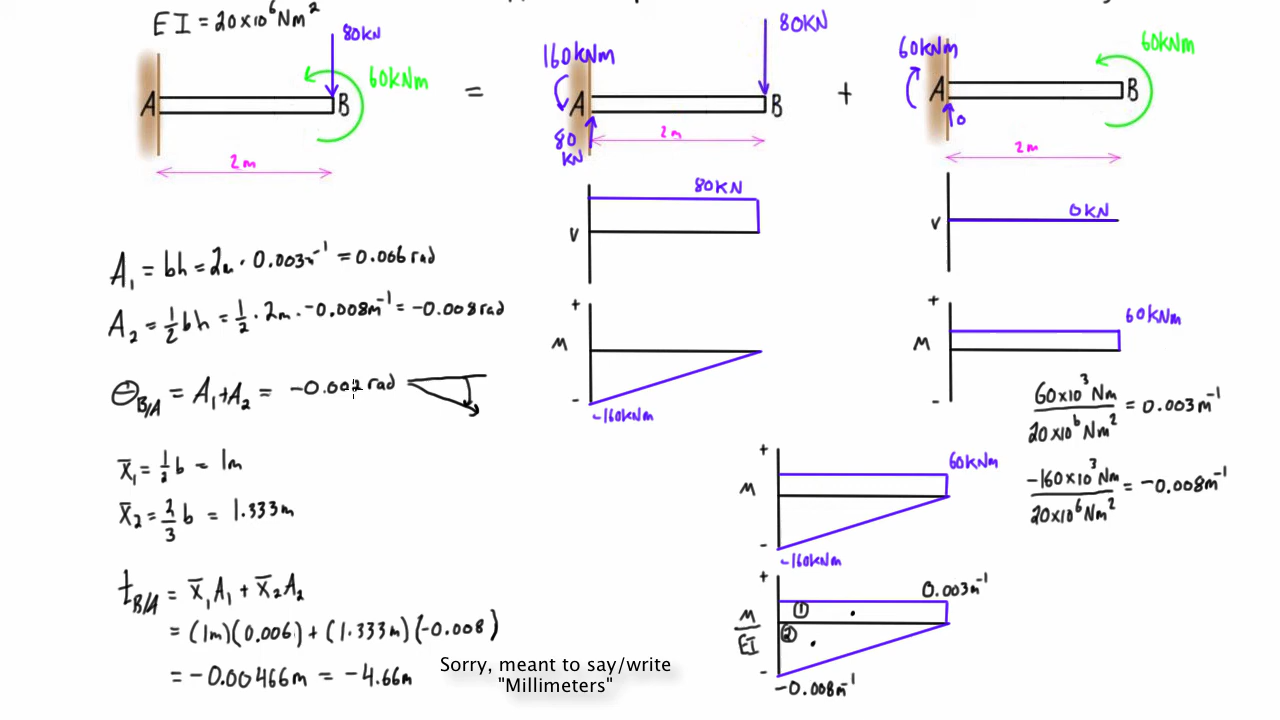 EI = 20×10⁶ Nm²
80KN
60KNm
A
B
2m
=
160KNm
80KN
A
B
80
KN
2m
+
60KNm
60KNm
A
B
0
2m
80KN
V
0KN
V
A₁ = bh = 2m · 0.003m⁻¹ = 0.006 rad
A₂ = ½bh = ½ · 2m · -0.008m⁻¹ = -0.008 rad
+
M
-
-160KNm
+
60KNm
M
-
θ_B/A = A₁+A₂ = -0.002 rad
60×10³ Nm / 20×10⁶ Nm² = 0.003m⁻¹
-160×10³ Nm / 20×10⁶ Nm² = -0.008m⁻¹
x̄₁ = ½b = 1m
x̄₂ = ⅔b = 1.333m
+
60KNm
M
-
-160KNm
t_B/A = x̄₁A₁ + x̄₂A₂
= (1m)(0.006) + (1.333m)(-0.008)
= -0.00466m = -4.66m
Sorry, meant to say/write
"Millimeters"
+
0.003m⁻¹
M/EI
①
②
-
-0.008m⁻¹